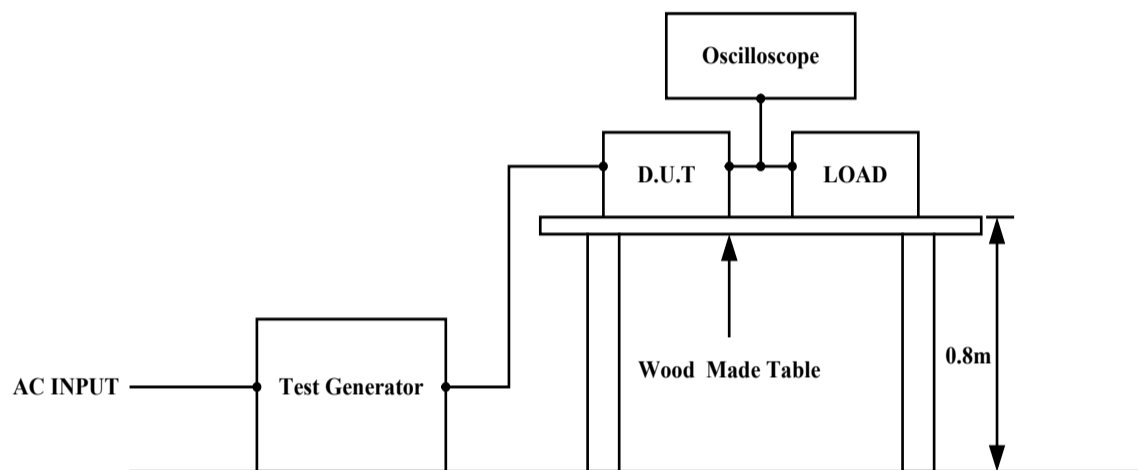 Oscilloscope
D.U.T
LOAD
0.8m
Wood Made Table
AC INPUT
Test Generator